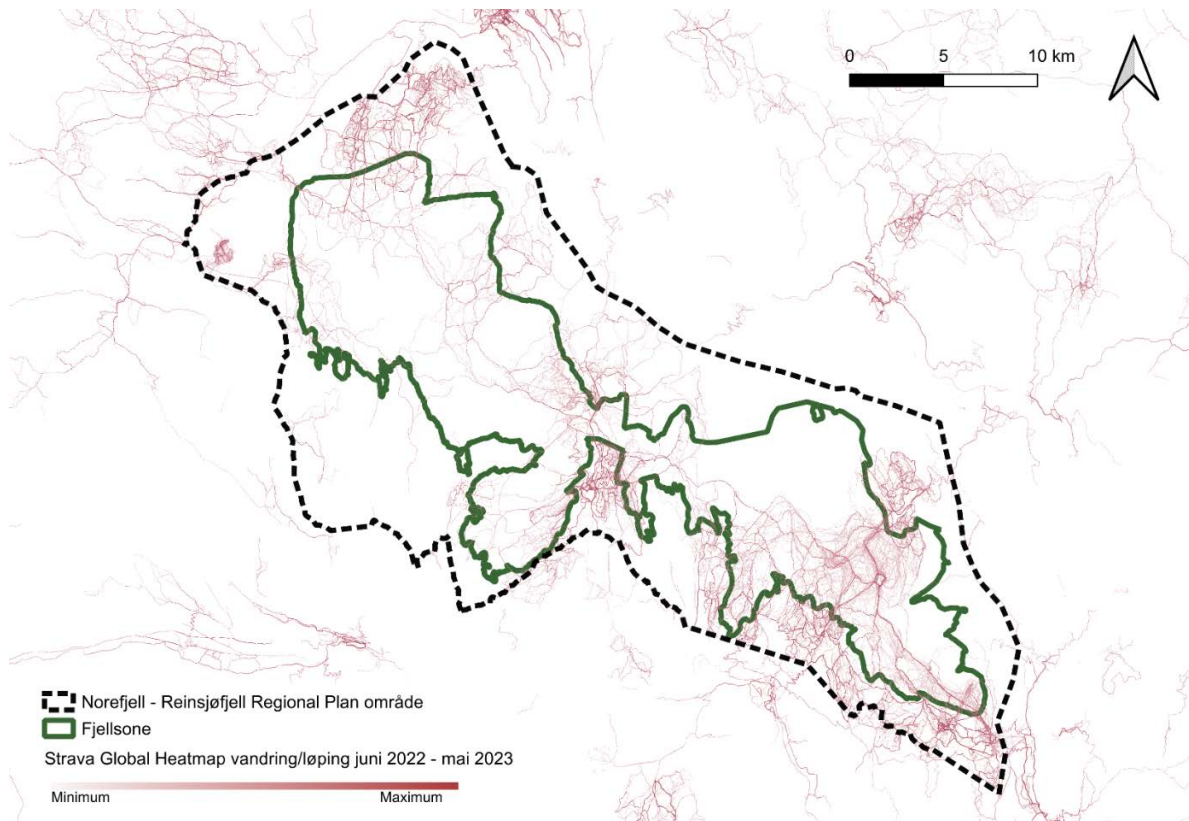 0 5 10 km
Norefjell - Reinsjøfjell Regional Plan område
Fjellsone
Strava Global Heatmap vandring/løping juni 2022 - mai 2023
Minimum Maximum